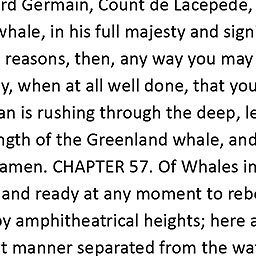 rd Germain, Count de Lacépède,
whale, in his full majesty and sign
reasons, then, any way you may
y, when at all well done, that you
an is rushing through the deep, le
ngth of the Greenland whale, and
amen. CHAPTER 57. Of Whales in
and ready at any moment to reb
by amphitheatrical heights; here a
t manner separated from the wa